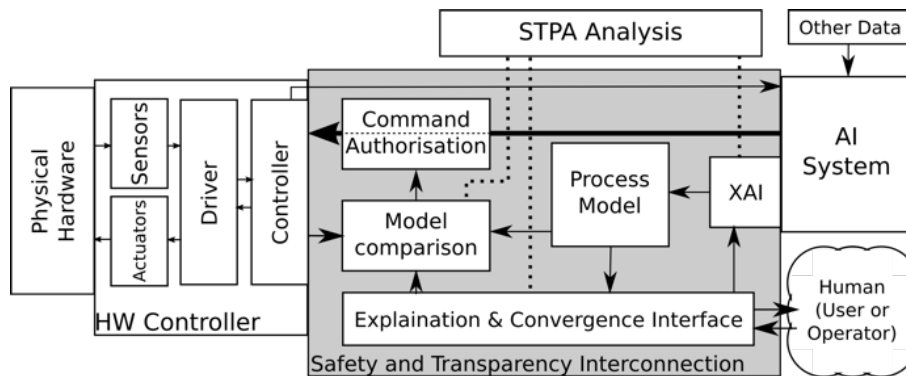 STPA Analysis
Other Data
Physical
Hardware
Sensors
Actuators
Driver
Controller
HW Controller
Command
Authorisation
Model
comparison
Process
Model
XAI
AI
System
Explaination & Convergence Interface
Human
(User or
Operator)
Safety and Transparency Interconnection